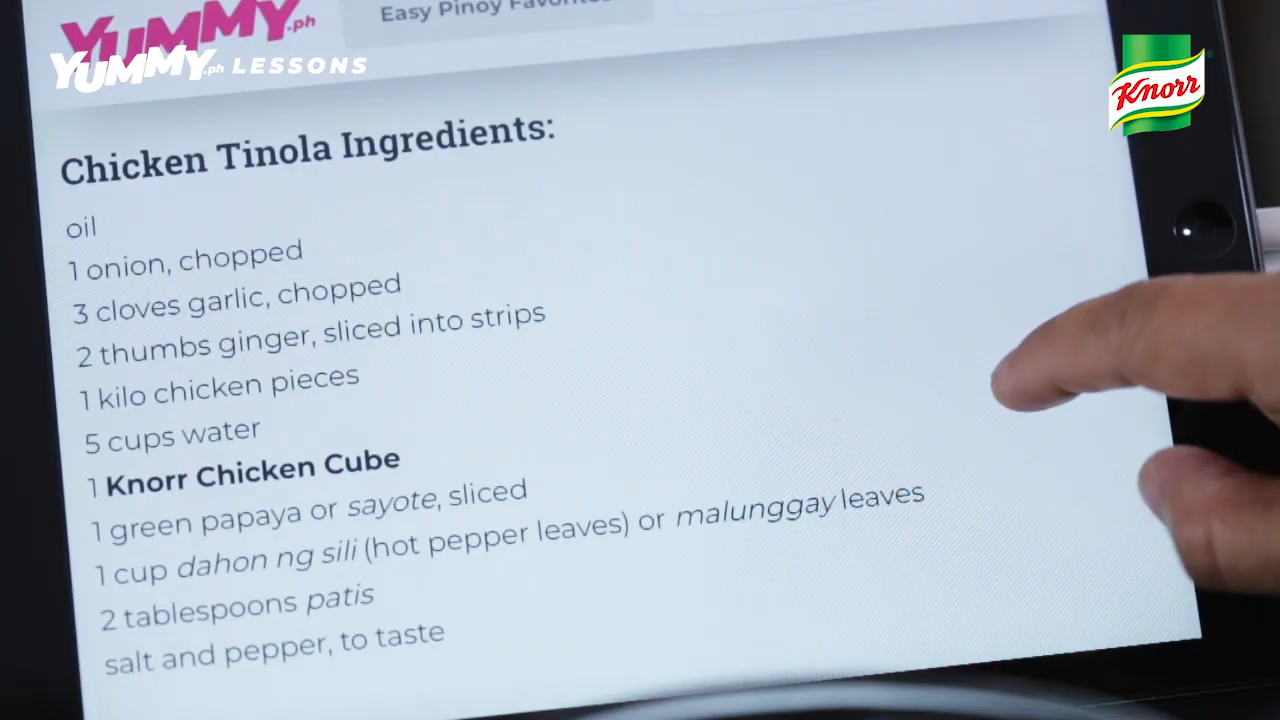 YUMMY.ph
Easy Pinoy Favorites
YUMMY.ph LESSONS
Knorr
Chicken Tinola Ingredients:
oil
1 onion, chopped
3 cloves garlic, chopped
2 thumbs ginger, sliced into strips
1 kilo chicken pieces
5 cups water
1 Knorr Chicken Cube
1 green papaya or sayote, sliced
1 cup dahon ng sili (hot pepper leaves) or malunggay leaves
2 tablespoons patis
salt and pepper, to taste